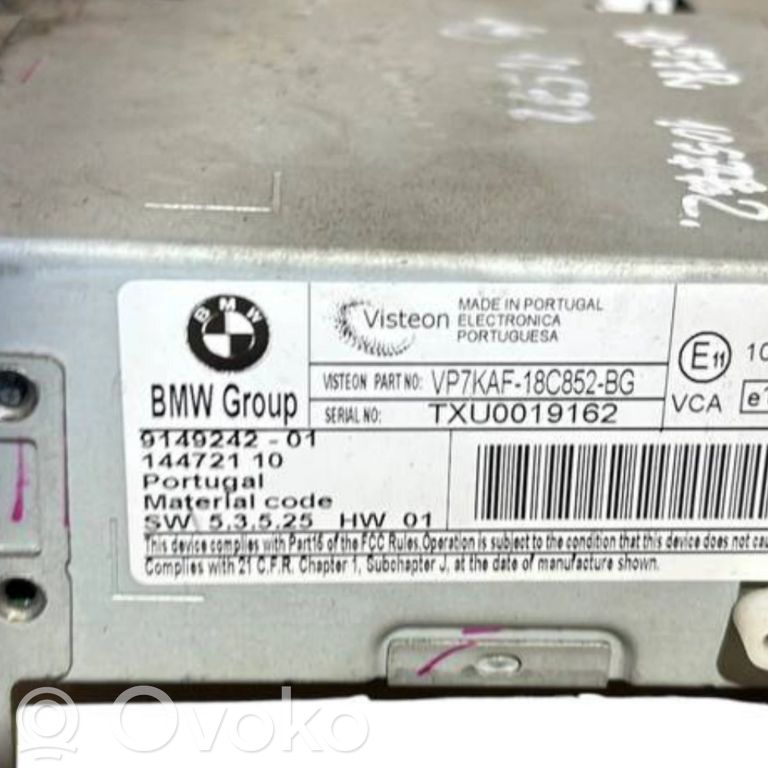 BMW
BMW Group
Visteon
MADE IN PORTUGAL
ELECTRONICA
PORTUGUESA
VISTEON PART NO: VP7KAF-18C852-BG
SERIAL NO: TXU0019162
E11 10
VCA e1
9149242 - 01
144721 10
Portugal
Material code
SW 5.3,5.25 HW 01
This device complies with Part16 of the FCC Rules.Operation is subject to the condition that this device does not cau
Complies with 21 C.F.R. Chapter 1, Subchapter J, at the date of manufacture shown.
Ovoko